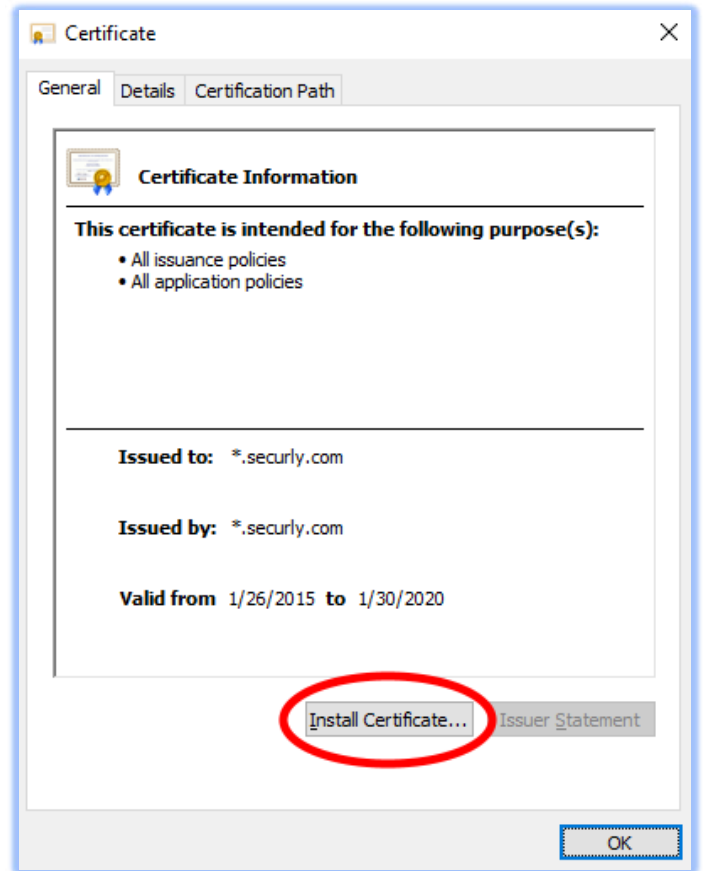 Certificate
General Details Certification Path
Certificate Information
This certificate is intended for the following purpose(s):
• All issuance policies
• All application policies
Issued to: *.securly.com
Issued by: *.securly.com
Valid from 1/26/2015 to 1/30/2020
Install Certificate... Issuer Statement
OK